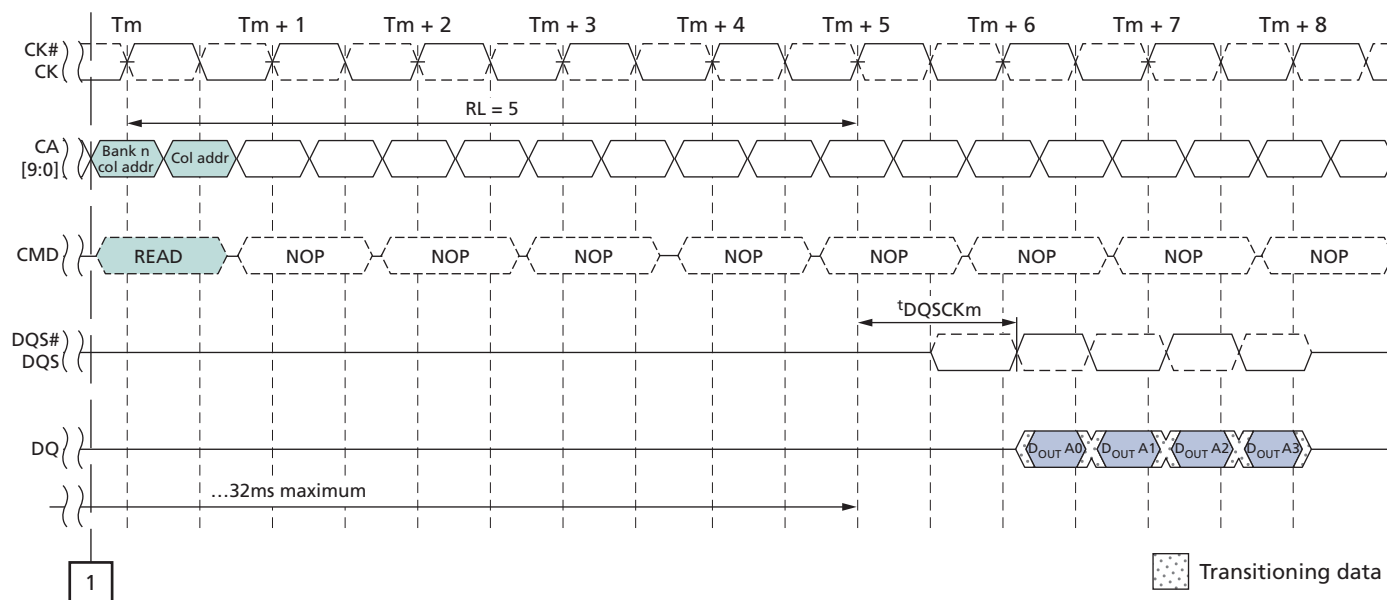 Tm Tm + 1 Tm + 2 Tm + 3 Tm + 4 Tm + 5 Tm + 6 Tm + 7 Tm + 8
CK#
CK
RL = 5
CA
[9:0]
Bank n
col addr
Col addr
CMD
READ NOP NOP NOP NOP NOP NOP NOP NOP
tDQSCKm
DQS#
DQS
DQ
DOUT A0 DOUT A1 DOUT A2 DOUT A3
...32ms maximum
1
Transitioning data